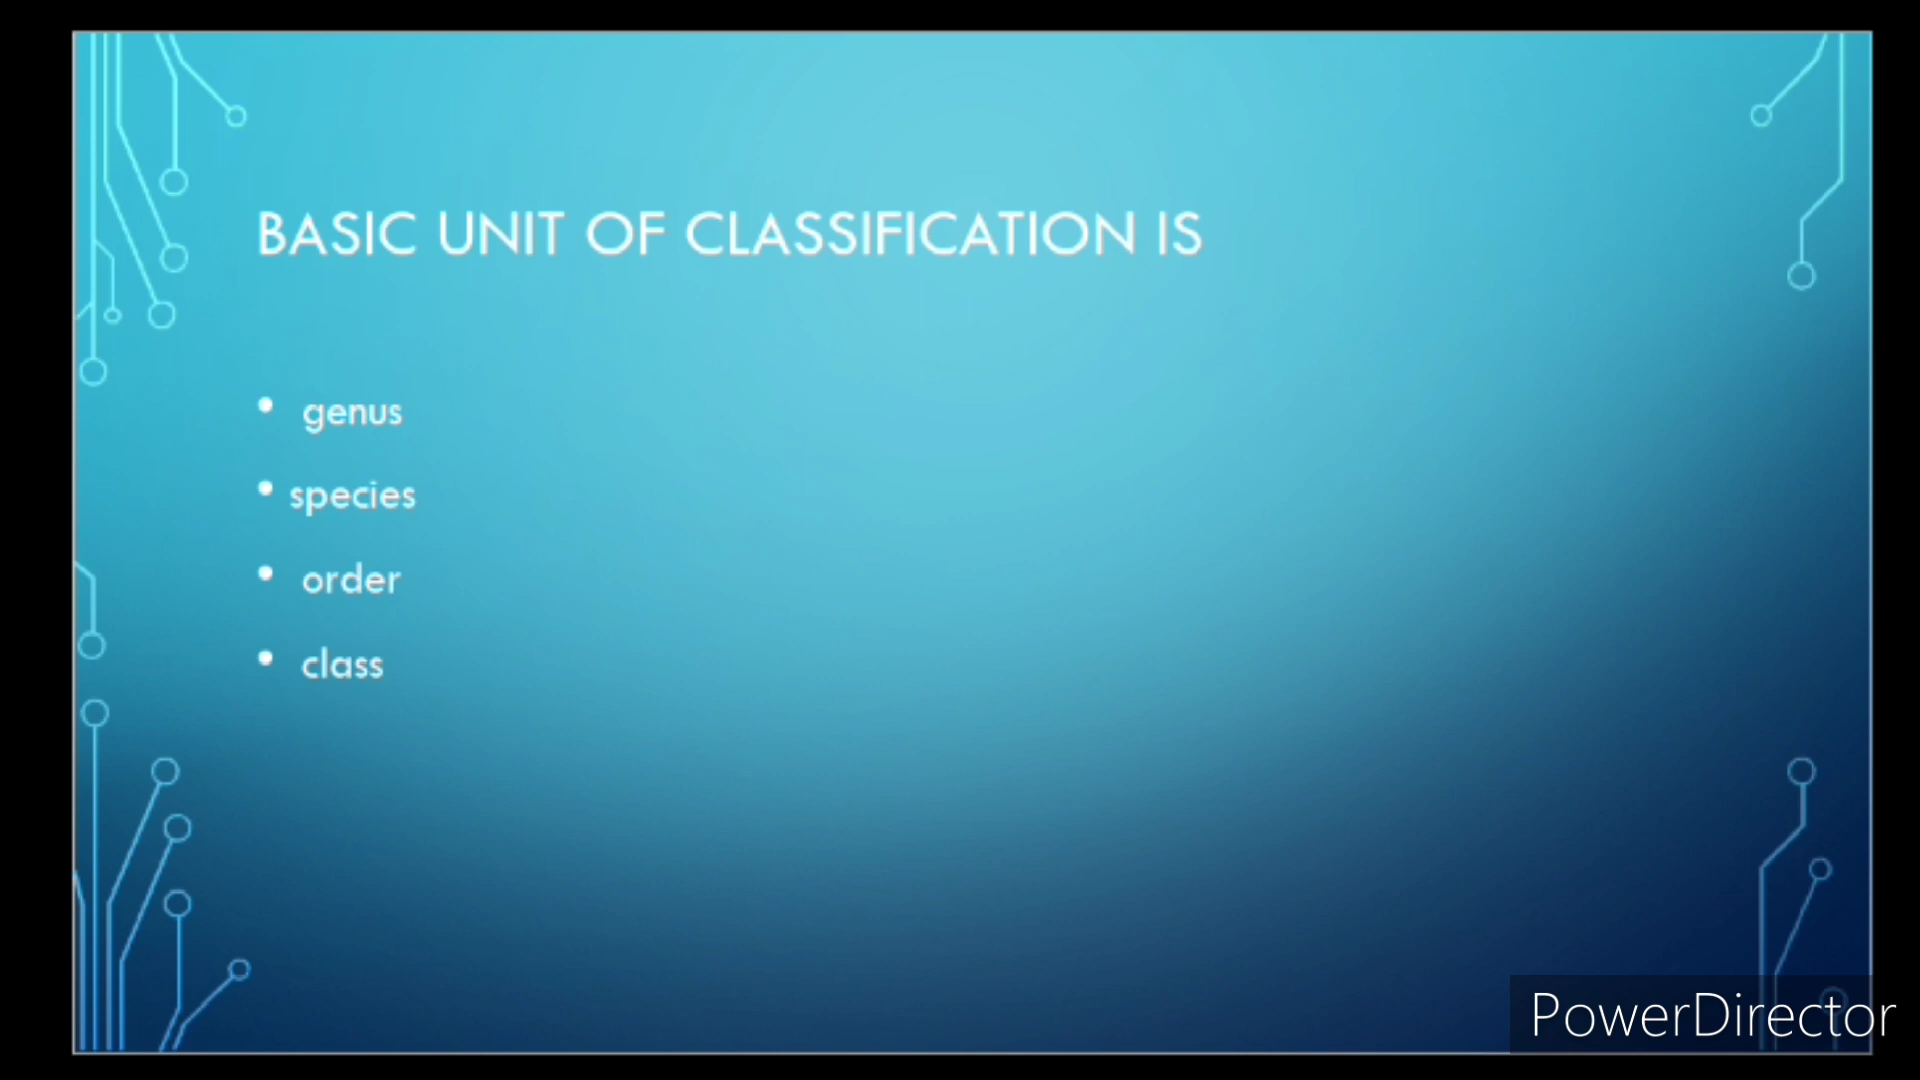 BASIC UNIT OF CLASSIFICATION IS
• genus
• species
• order
• class
PowerDirector